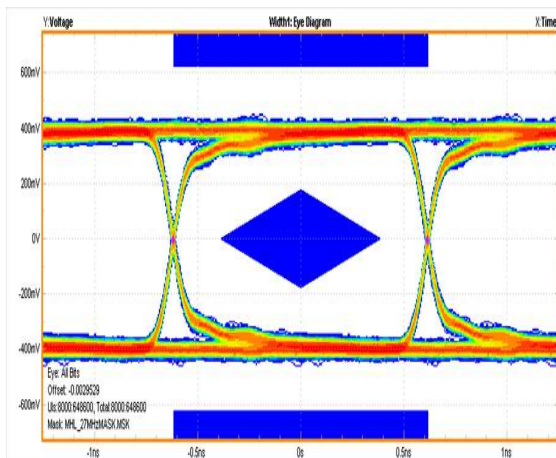 Y:Voltage Width1: Eye Diagram X:Time
600mV
400mV
200mV
0V
-200mV
-400mV
-600mV
Eye: All Bits
Offset: -0.0029529
UIs:8000:648600, Total:8000:648600
Mask: MHL_27MHzMASK.MSK
-1ns -0.5ns 0s 0.5ns 1ns